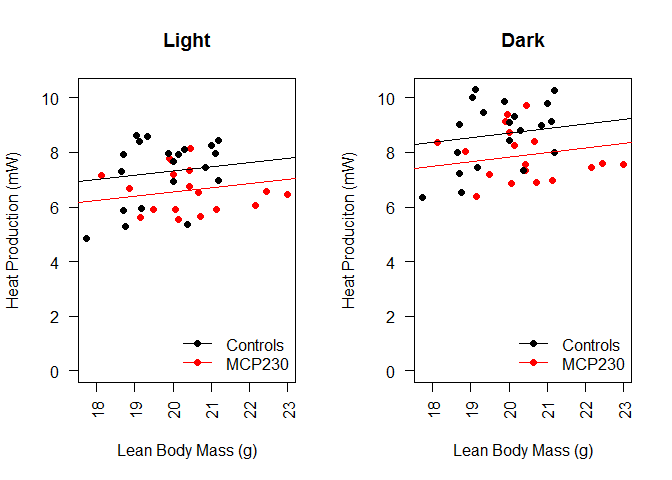 Light
Heat Production (mW)
10
8
6
4
2
0
Controls
MCP230
18
19
20
21
22
23
Lean Body Mass (g)
Dark
Heat Produciton (mW)
10
8
6
4
2
0
Controls
MCP230
18
19
20
21
22
23
Lean Body Mass (g)